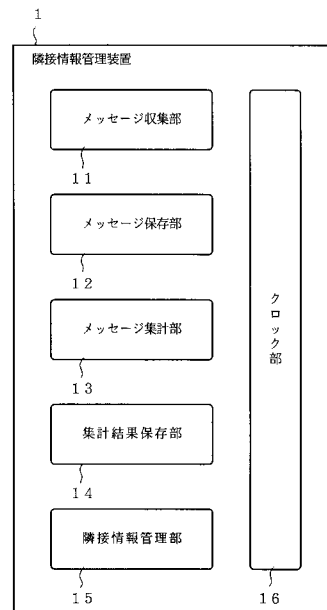 1
隣接情報管理装置
メッセージ収集部
11
メッセージ保存部
12
メッセージ集計部
13
集計結果保存部
14
隣接情報管理部
15
クロック部
16